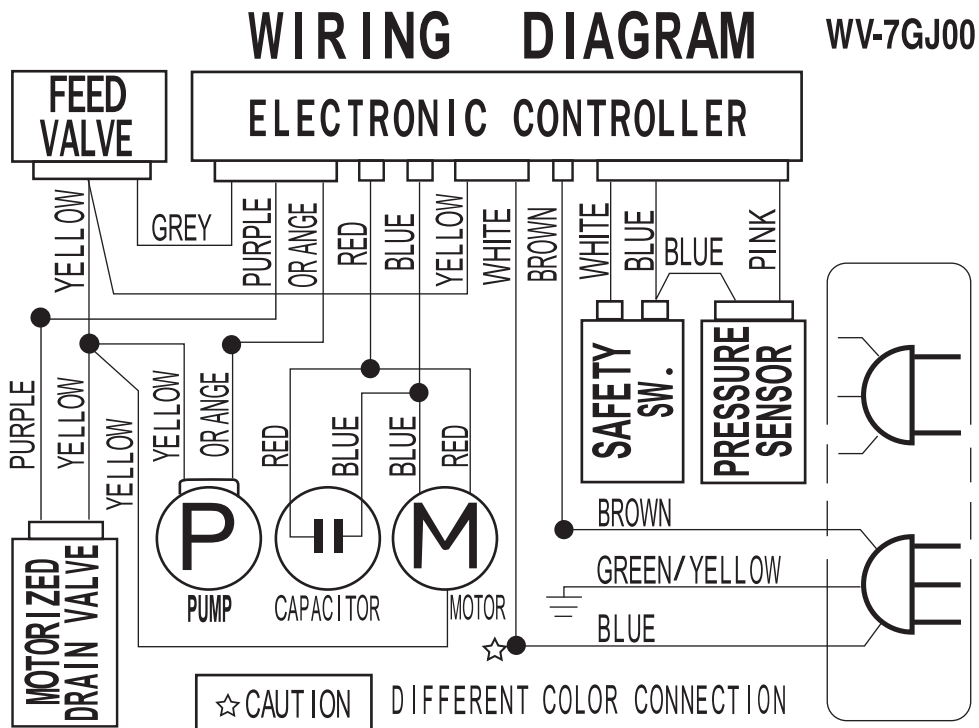 WIRING DIAGRAM
WV-7GJ00
FEED
VALVE
ELECTRONIC CONTROLLER
YELLOW
GREY
PURPLE
ORANGE
RED
BLUE
YELLOW
WHITE
BROWN
WHITE
BLUE
BLUE
PINK
PURPLE
YELLOW
YELLOW
YELLOW
ORANGE
RED
BLUE
BLUE
RED
SAFETY
SW.
PRESSURE
SENSOR
P
M
PUMP
CAPACITOR
MOTOR
MOTORIZED
DRAIN VALVE
BROWN
GREEN/YELLOW
BLUE
☆CAUTION
DIFFERENT COLOR CONNECTION